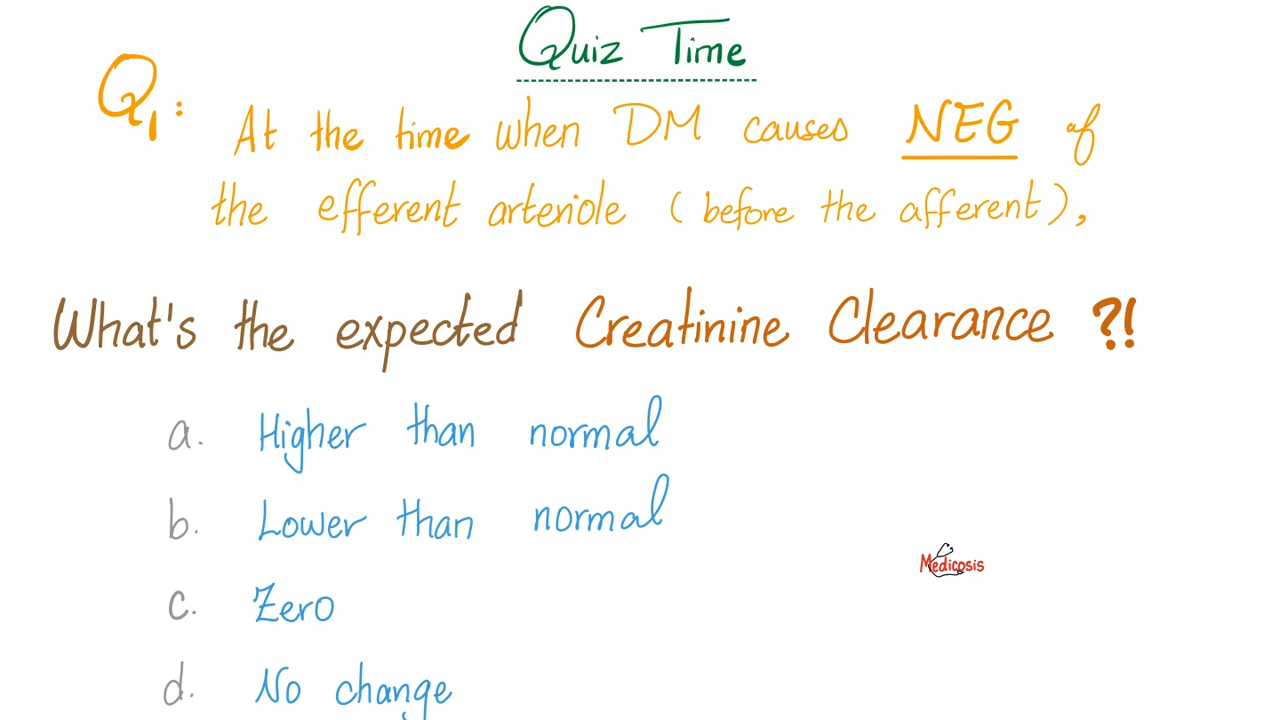 Quiz Time
Q1: At the time when DM causes NEG of
the efferent arteriole (before the afferent),
What's the expected Creatinine Clearance ?!
a. Higher than normal
b. Lower than normal
Medicosis
c. Zero
d. No change